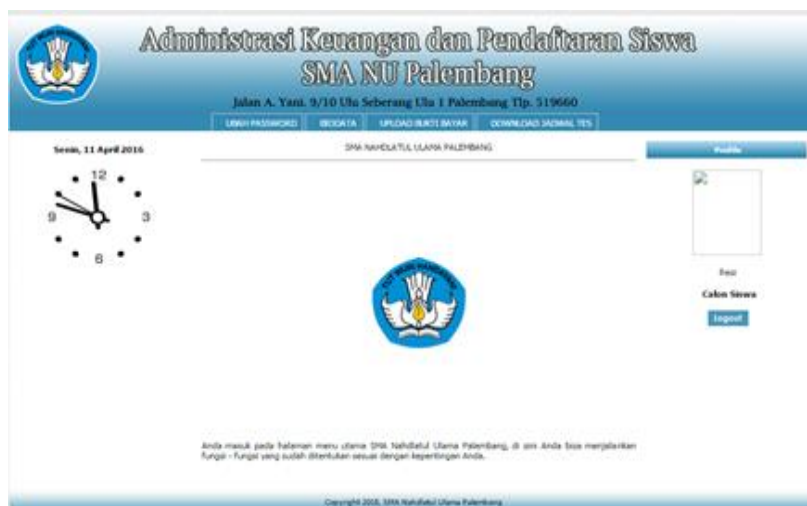 Administrasi Keuangan dan Pendaftaran Siswa
SMA NU Palembang
Jalan A. Yani. 9/10 Ulu Seberang Ulu 1 Palembang Tlp. 519660
UBAH PASSWORD BIODATA UPLOAD BUKTI BAYAR DOWNLOAD JADWAL TES
Senin, 11 April 2016
12
9 3
6
SMA NAHDLATUL ULAMA PALEMBANG
TUT WURI HANDAYANI
Anda masuk pada halaman menu utama SMA Nahdlatul Ulama Palembang, di sini Anda bisa menjalankan
fungsi - fungsi yang sudah ditentukan sesuai dengan kepentingan Anda.
Profile
Calon Siswa
Logout
Copyright 2016, SMA Nahdlatul Ulama Palembang